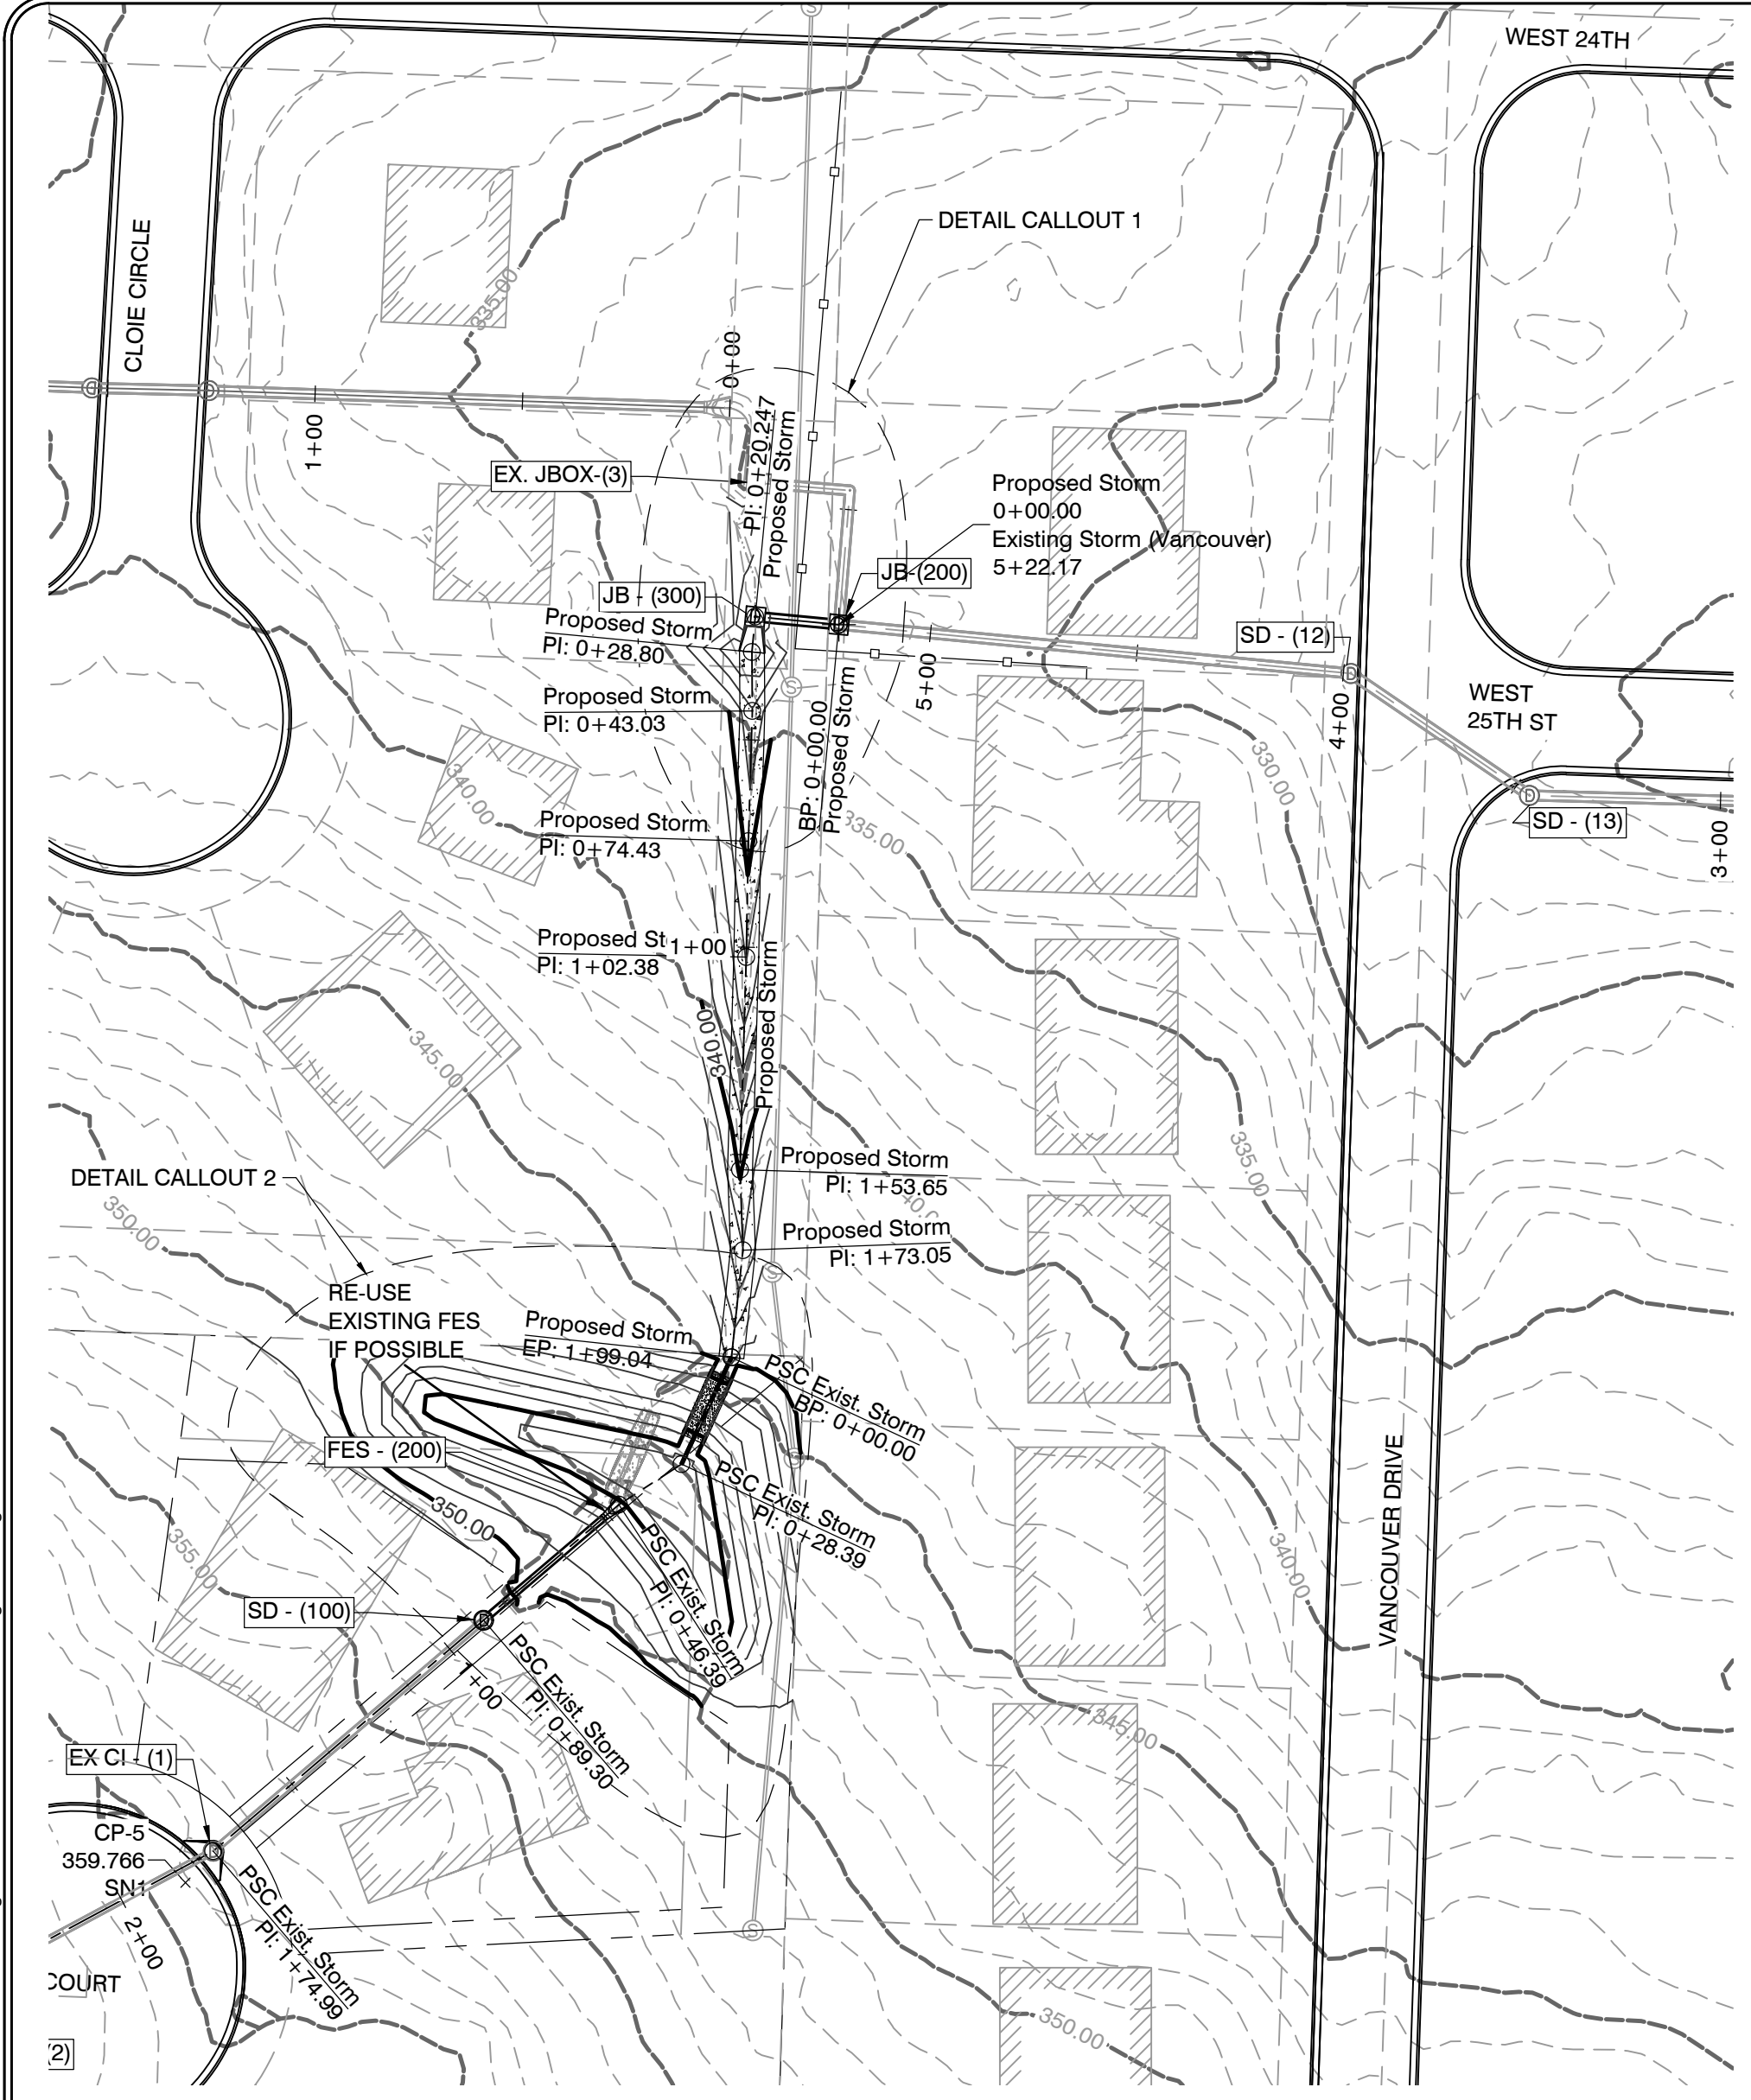 WEST 24TH
DETAIL CALLOUT 1
CLOIE CIRCLE
335.00
0+00
1+00
PI: 0+20.247
Proposed Storm
EX. JBOX-(3)
Proposed Storm
0+00.00
Existing Storm (Vancouver)
5+22.17
JB-(200)
JB - (300)
Proposed Storm
PI: 0+28.80
SD - (12)
5+00
4+00
WEST
25TH ST
Proposed Storm
PI: 0+43.03
BP: 0+00.00
Proposed Storm
330.00
340.00
Proposed Storm
PI: 0+74.43
335.00
SD - (13)
3+00
Proposed St
1+00
PI: 1+02.38
Proposed Storm
340.00
345.00
335.00
Proposed Storm
PI: 1+53.65
DETAIL CALLOUT 2
350.00
40.0
Proposed Storm
PI: 1+73.05
RE-USE
EXISTING FES
IF POSSIBLE
Proposed Storm
EP: 1+99.04
PSC Exist. Storm
BP: 0+00.00
FES - (200)
350.00
PSC Exist. Storm
PI: 0+28.39
355.00
340.00
VANCOUVER DRIVE
PSC Exist. Storm
PI: 0+46.39
SD - (100)
1+00
PSC Exist. Storm
PI: 0+89.30
345.00
EX CI - (1)
CP-5
359.766
SN1
PSC Exist. Storm
PI: 1+74.99
2+00
COURT
350.00
(2)